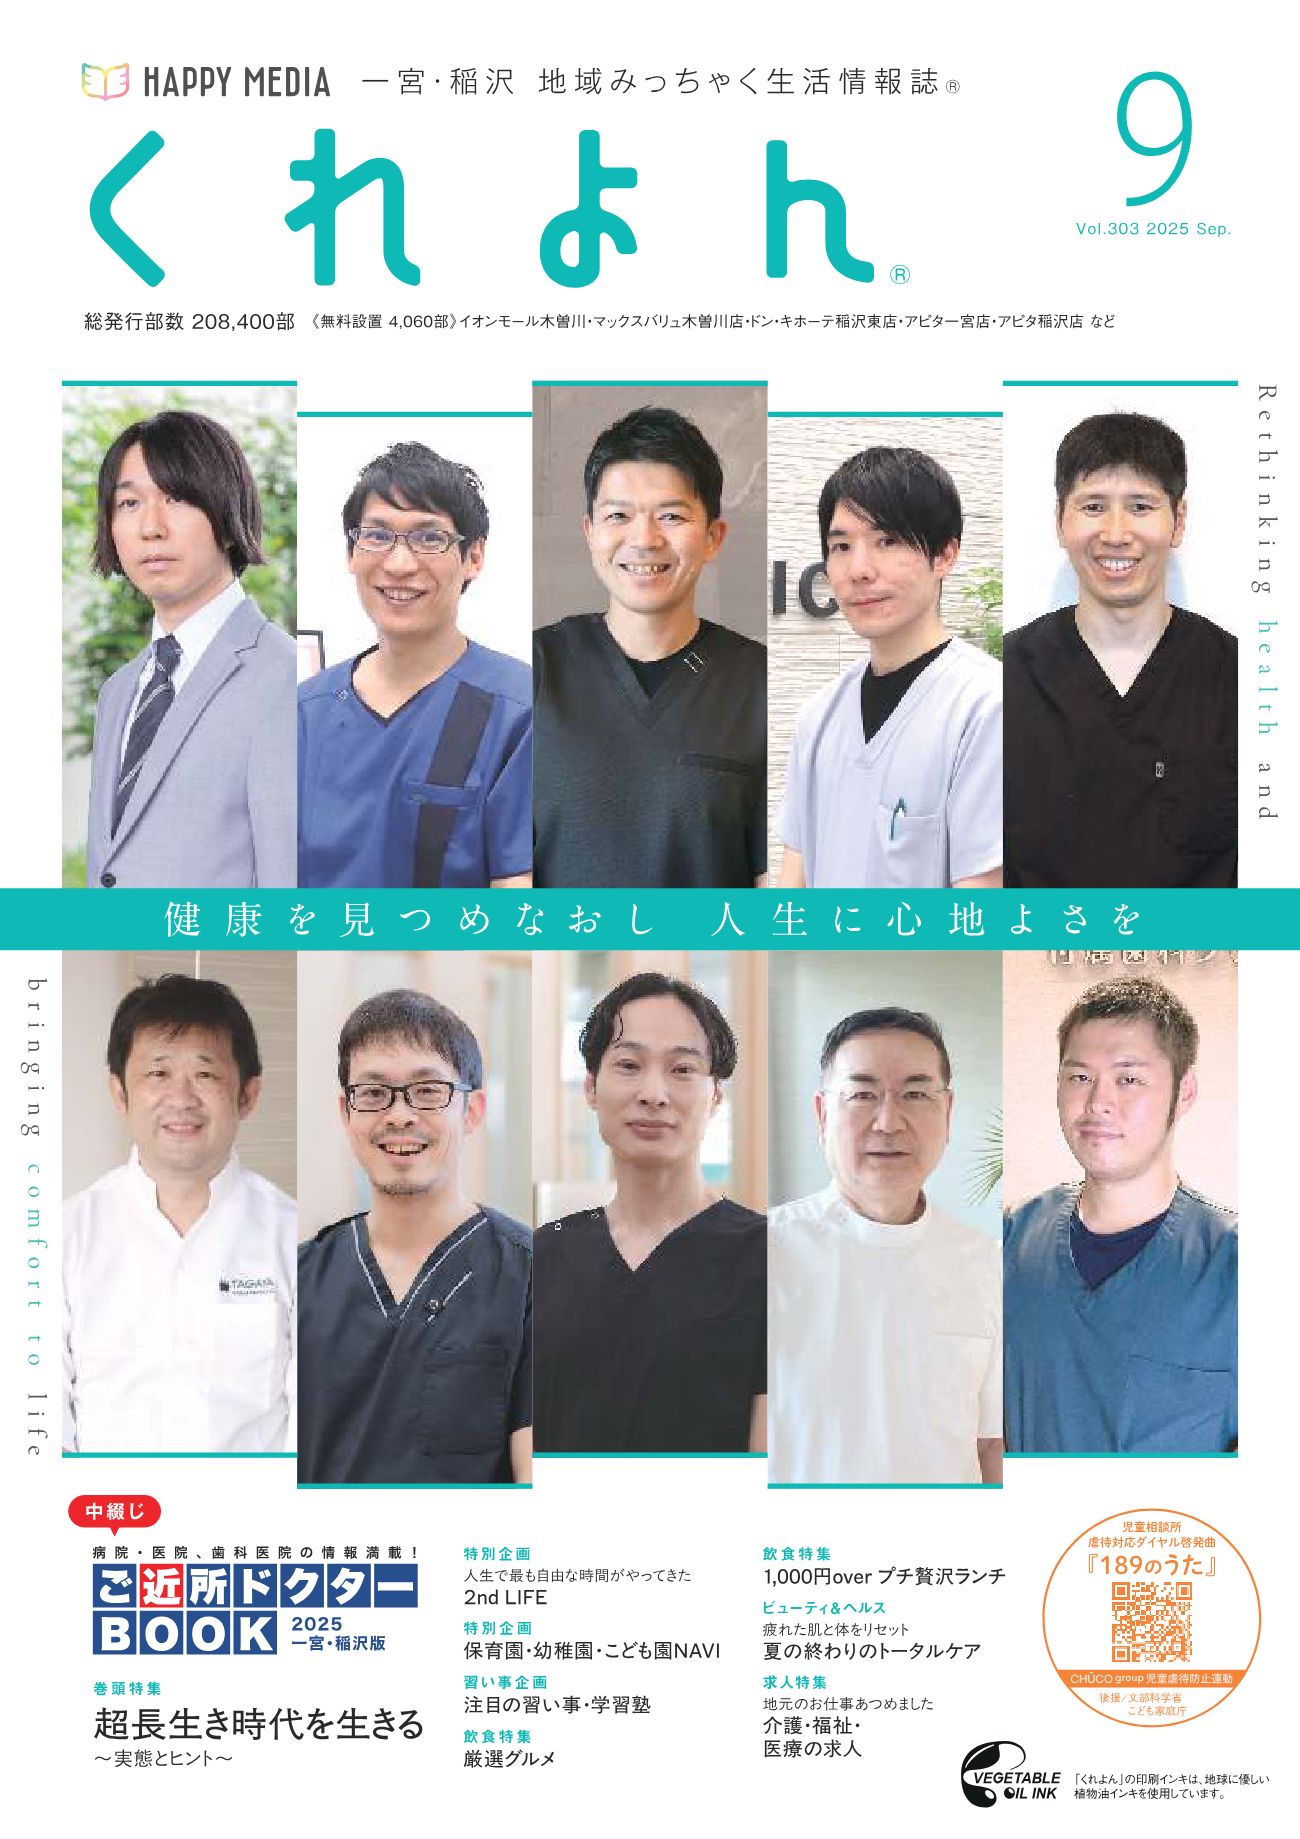 HAPPY MEDIA
一宮・稲沢 地域みっちゃく生活情報誌®
くれよん®
9
Vol.303 2025 Sep.
総発行部数 208,400部 《無料設置 4,060部》イオンモール木曽川・マックスバリュ木曽川店・ドン・キホーテ稲沢東店・アピタ一宮店・アピタ稲沢店 など
Rethinking health and
IC
健康を見つめなおし 人生に心地よさを
bringing comfort to life
中綴じ
病院・医院、歯科医院の情報満載!
ご近所ドクター
BOOK
2025
一宮・稲沢版
巻頭特集
超長生き時代を生きる
〜実態とヒント〜
特別企画
人生で最も自由な時間がやってきた
2nd LIFE
特別企画
保育園・幼稚園・こども園NAVI
習い事企画
注目の習い事・学習塾
飲食特集
厳選グルメ
飲食特集
1,000円over プチ贅沢ランチ
ビューティ&ヘルス
疲れた肌と体をリセット
夏の終わりのトータルケア
求人特集
地元のお仕事あつめました
介護・福祉・
医療の求人
児童相談所
虐待対応ダイヤル啓発曲
『189のうた』
CHŪCO group 児童虐待防止運動
後援/文部科学省
こども家庭庁
VEGETABLE
OIL INK
「くれよん」の印刷インキは、地球に優しい
植物油インキを使用しています。